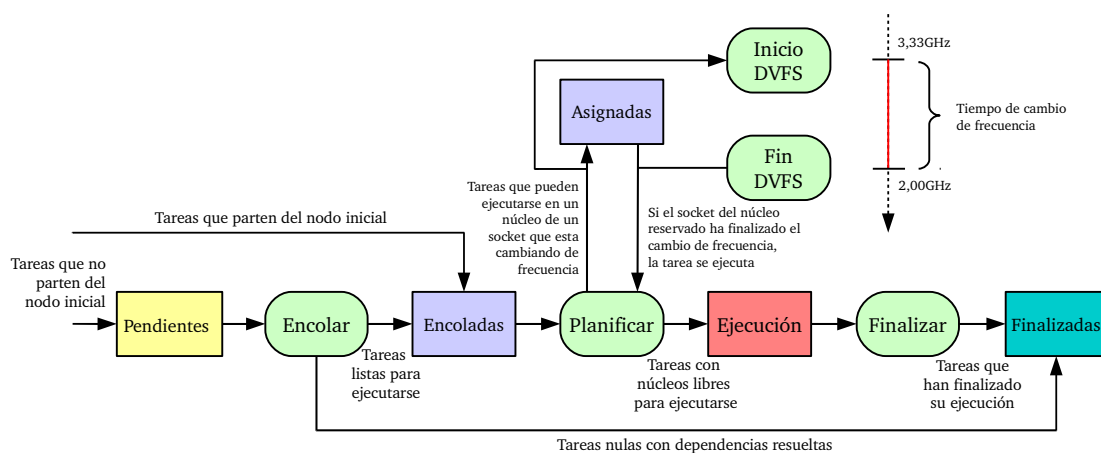 Inicio
DVFS
3,33GHz
Tiempo de cambio
de frecuencia
2,00GHz
Asignadas
Fin
DVFS
Tareas que pueden
ejecutarse en un
núcleo de un
socket que esta
cambiando de
frecuencia
Si el socket del núcleo
reservado ha finalizado el
cambio de frecuencia,
la tarea se ejecuta
Tareas que parten del nodo inicial
Tareas que no
parten del
nodo inicial
Pendientes
Encolar
Encoladas
Planificar
Ejecución
Finalizar
Finalizadas
Tareas
listas para
ejecutarse
Tareas con
núcleos libres
para ejecutarse
Tareas que
han finalizado
su ejecución
Tareas nulas con dependencias resueltas